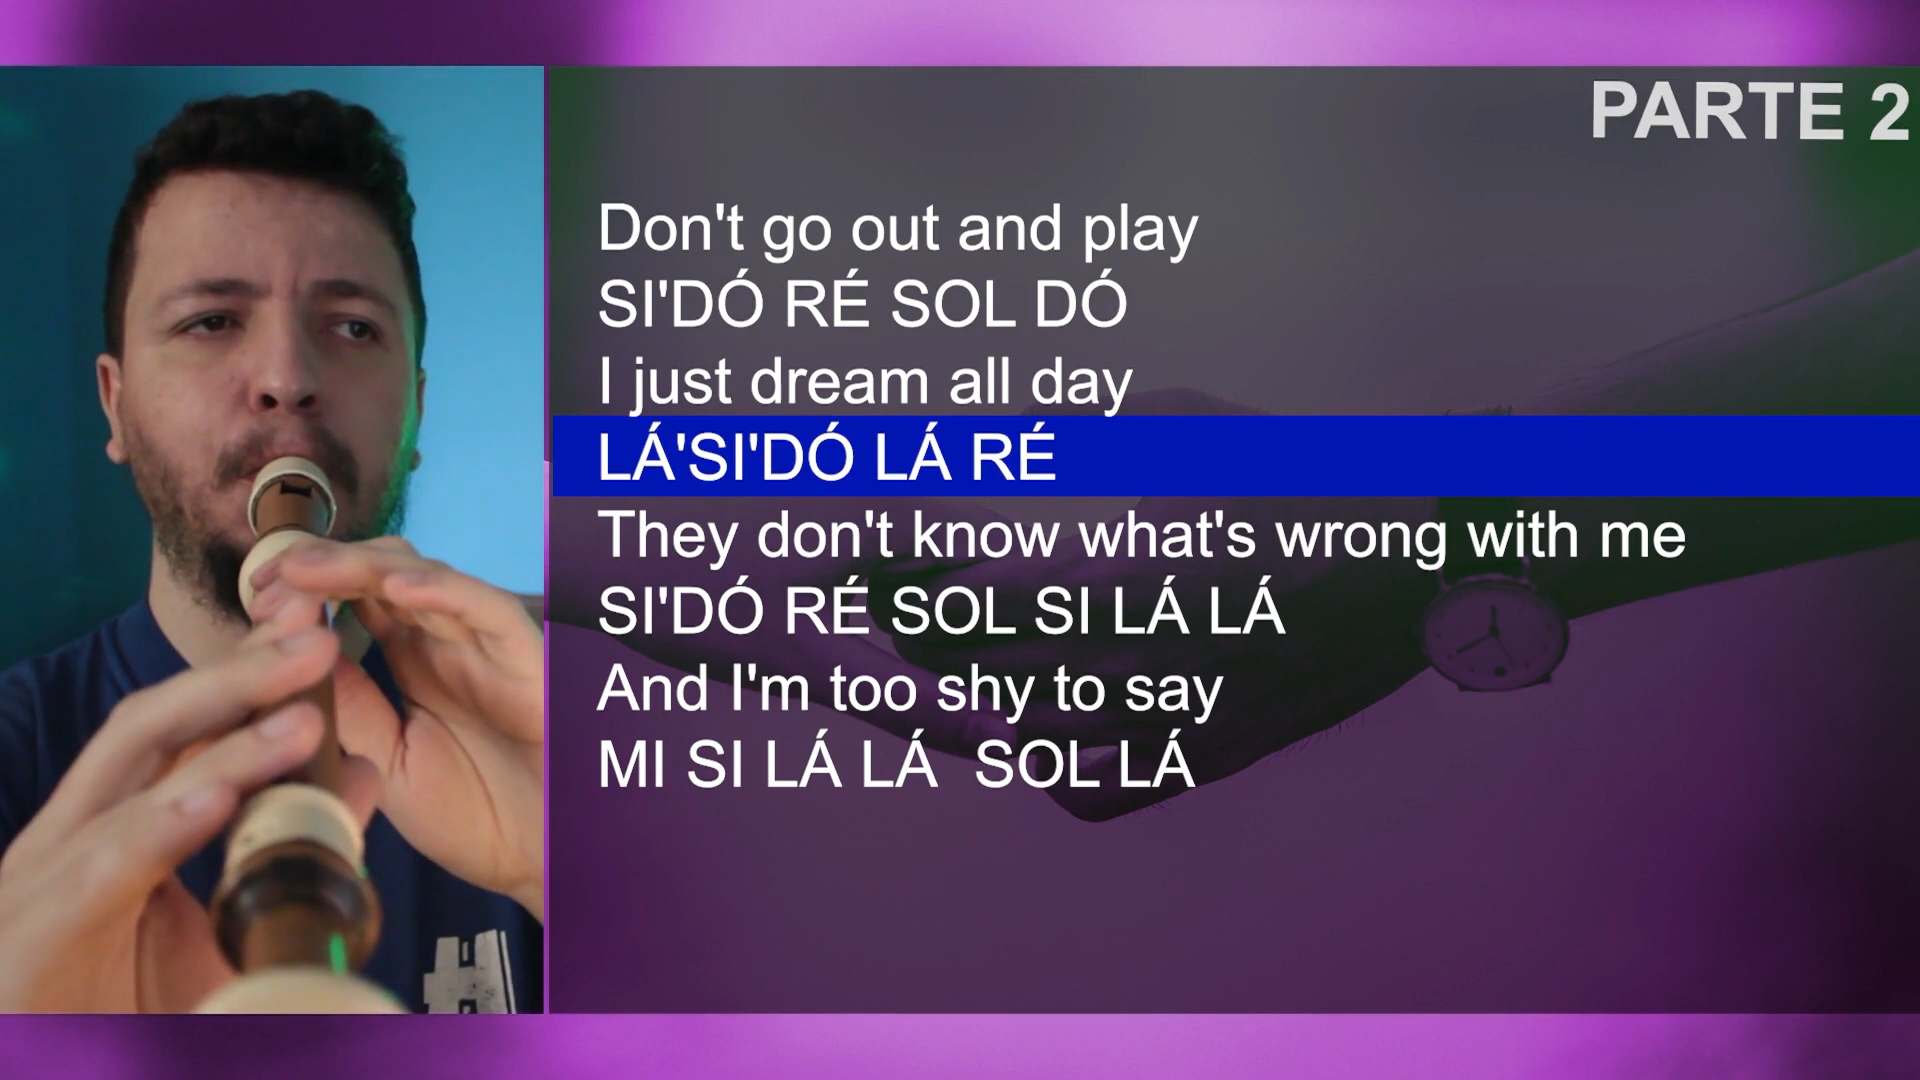 PARTE 2
Don't go out and play
SI'DÓ RÉ SOL DÓ
I just dream all day
LÁ'SI'DÓ LÁ RÉ
They don't know what's wrong with me
SI'DÓ RÉ SOL SI LÁ LÁ
And I'm too shy to say
MI SI LÁ LÁ  SOL LÁ